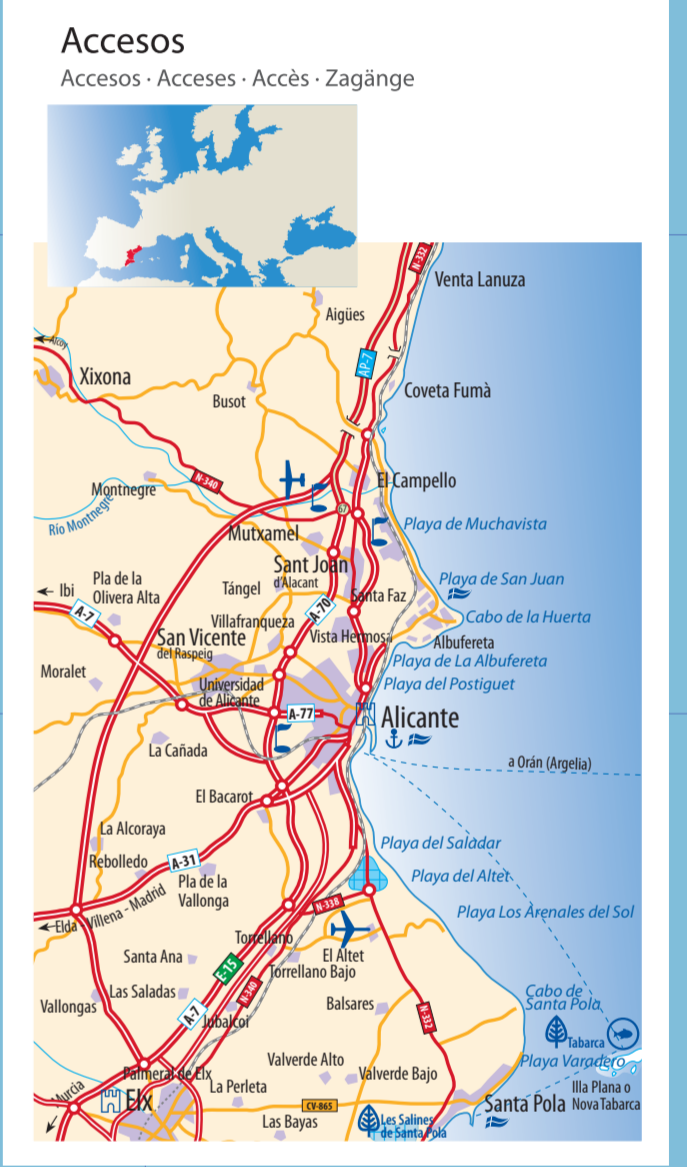 Accesos
Accesos · Acceses · Accès · Zagänge
N-332
Venta Lanuza
Aigües
Alcoy
AP-7
Xixona
Coveta Fumà
Busot
N-340
El Campello
Montnegre
Río Montnegre
67
Playa de Muchavista
Mutxamel
Sant Joan
d'Alacant
Playa de San Juan
Pla de la
Olivera Alta
Ibi
Tángel
Santa Faz
A-7
A-70
Cabo de la Huerta
Villafranqueza
San Vicente
del Raspeig
Vista Hermosa
Albufereta
Playa de La Albufereta
Moralet
Universidad
de Alicante
Playa del Postiguet
A-77
Alicante
La Cañada
a Orán (Argelia)
El Bacarot
La Alcoraya
Playa del Saladar
Rebolledo
A-31
Pla de la
Vallonga
Playa del Altet
Villena - Madrid
Elda
N-338
Playa Los Arenales del Sol
Torrellano
Santa Ana
El Altet
E-15
Torrellano Bajo
Las Saladas
N-340
Cabo de
Santa Pola
Vallongas
A-7
Jubalcoi
Balsares
N-332
Tabarca
Playa Varadero
Palmeral de Elx
Valverde Alto
Valverde Bajo
Murcia
Elx
La Perleta
Illa Plana o
Nova Tabarca
CV-865
Santa Pola
Las Bayas
Les Salines
de Santa Pola